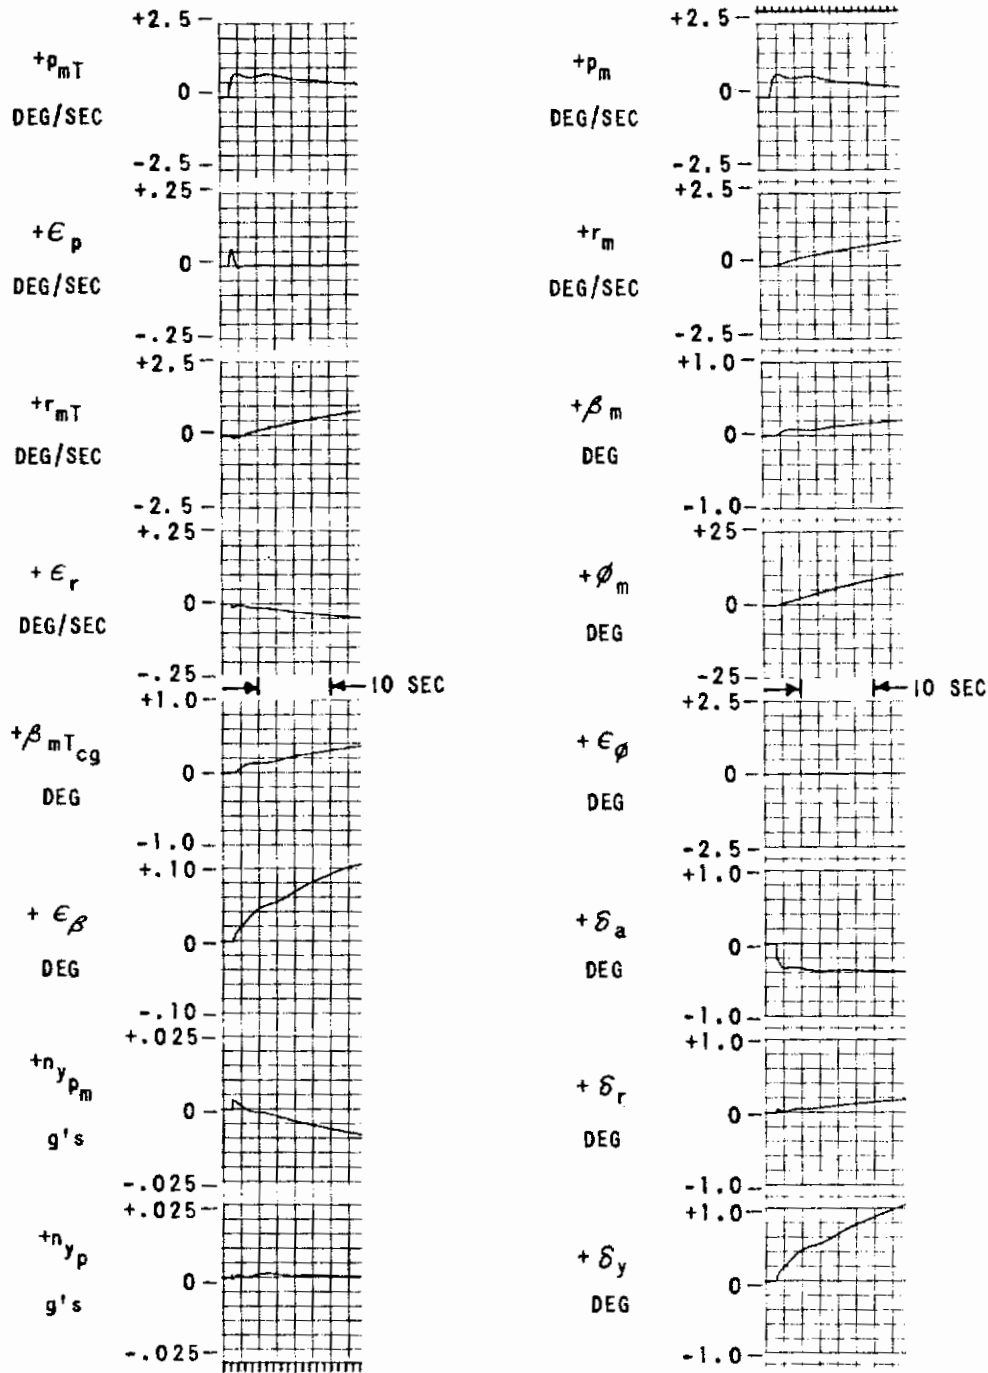 +2.5
+p_mT
0
DEG/SEC
-2.5
+.25
+ϵ_p
0
DEG/SEC
-.25
+2.5
+r_mT
0
DEG/SEC
-2.5
+.25
+ ϵ_r
0
DEG/SEC
-.25
10 SEC
+1.0
+β_mT_cg
0
DEG
-1.0
+.10
+ ϵ_β
0
DEG
-.10
+.025
+n_y_p_m
0
g's
-.025
+.025
+n_y_p
0
g's
-.025
+2.5
+p_m
0
DEG/SEC
-2.5
+2.5
+r_m
0
DEG/SEC
-2.5
+1.0
+β_m
0
DEG
-1.0
+25
+ø_m
0
DEG
-25
10 SEC
+2.5
+ ϵ_ø
0
DEG
-2.5
+1.0
+ δ_a
0
DEG
-1.0
+1.0
+ δ_r
0
DEG
-1.0
+1.0
+ δ_y
0
DEG
-1.0